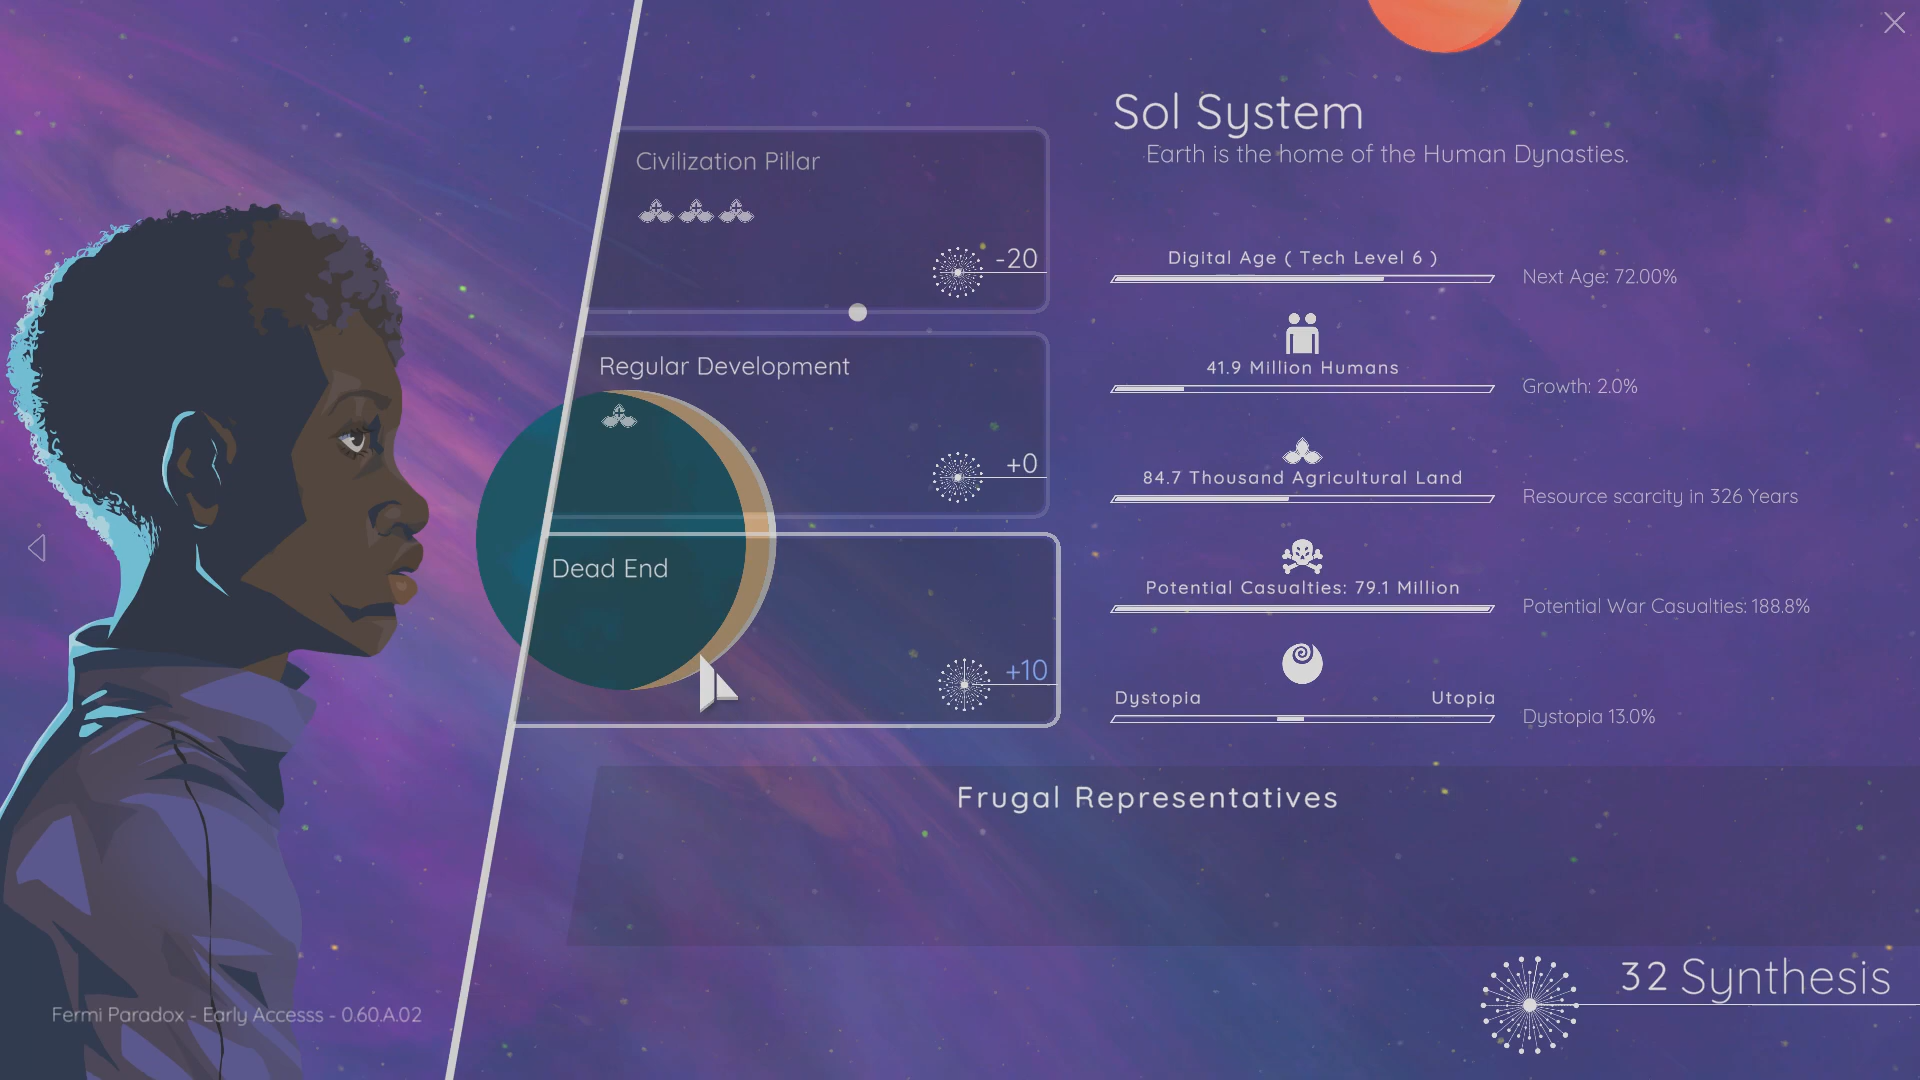 Sol System
Earth is the home of the Human Dynasties.
Civilization Pillar
-20
Regular Development
+0
Dead End
+10
Digital Age ( Tech Level 6 )
Next Age: 72.00%
41.9 Million Humans
Growth: 2.0%
84.7 Thousand Agricultural Land
Resource scarcity in 326 Years
Potential Casualties: 79.1 Million
Potential War Casualties: 188.8%
Dystopia
Utopia
Dystopia 13.0%
Frugal Representatives
32 Synthesis
Fermi Paradox - Early Accesss - 0.60.A.02